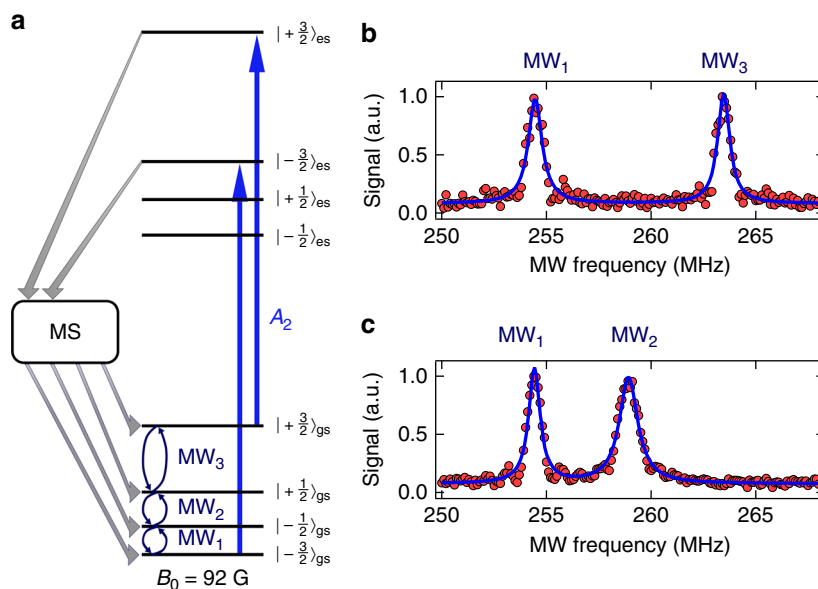 a
|+3/2⟩es
|−3/2⟩es
|+1/2⟩es
|−1/2⟩es
MS
A2
|+3/2⟩gs
MW3
|+1/2⟩gs
MW2
|−1/2⟩gs
MW1
|−3/2⟩gs
B0 = 92 G
b
MW1 MW3
Signal (a.u.)
1.0
0.5
0.0
250 255 260 265
MW frequency (MHz)
c
MW1 MW2
Signal (a.u.)
1.0
0.5
0.0
250 255 260 265
MW frequency (MHz)